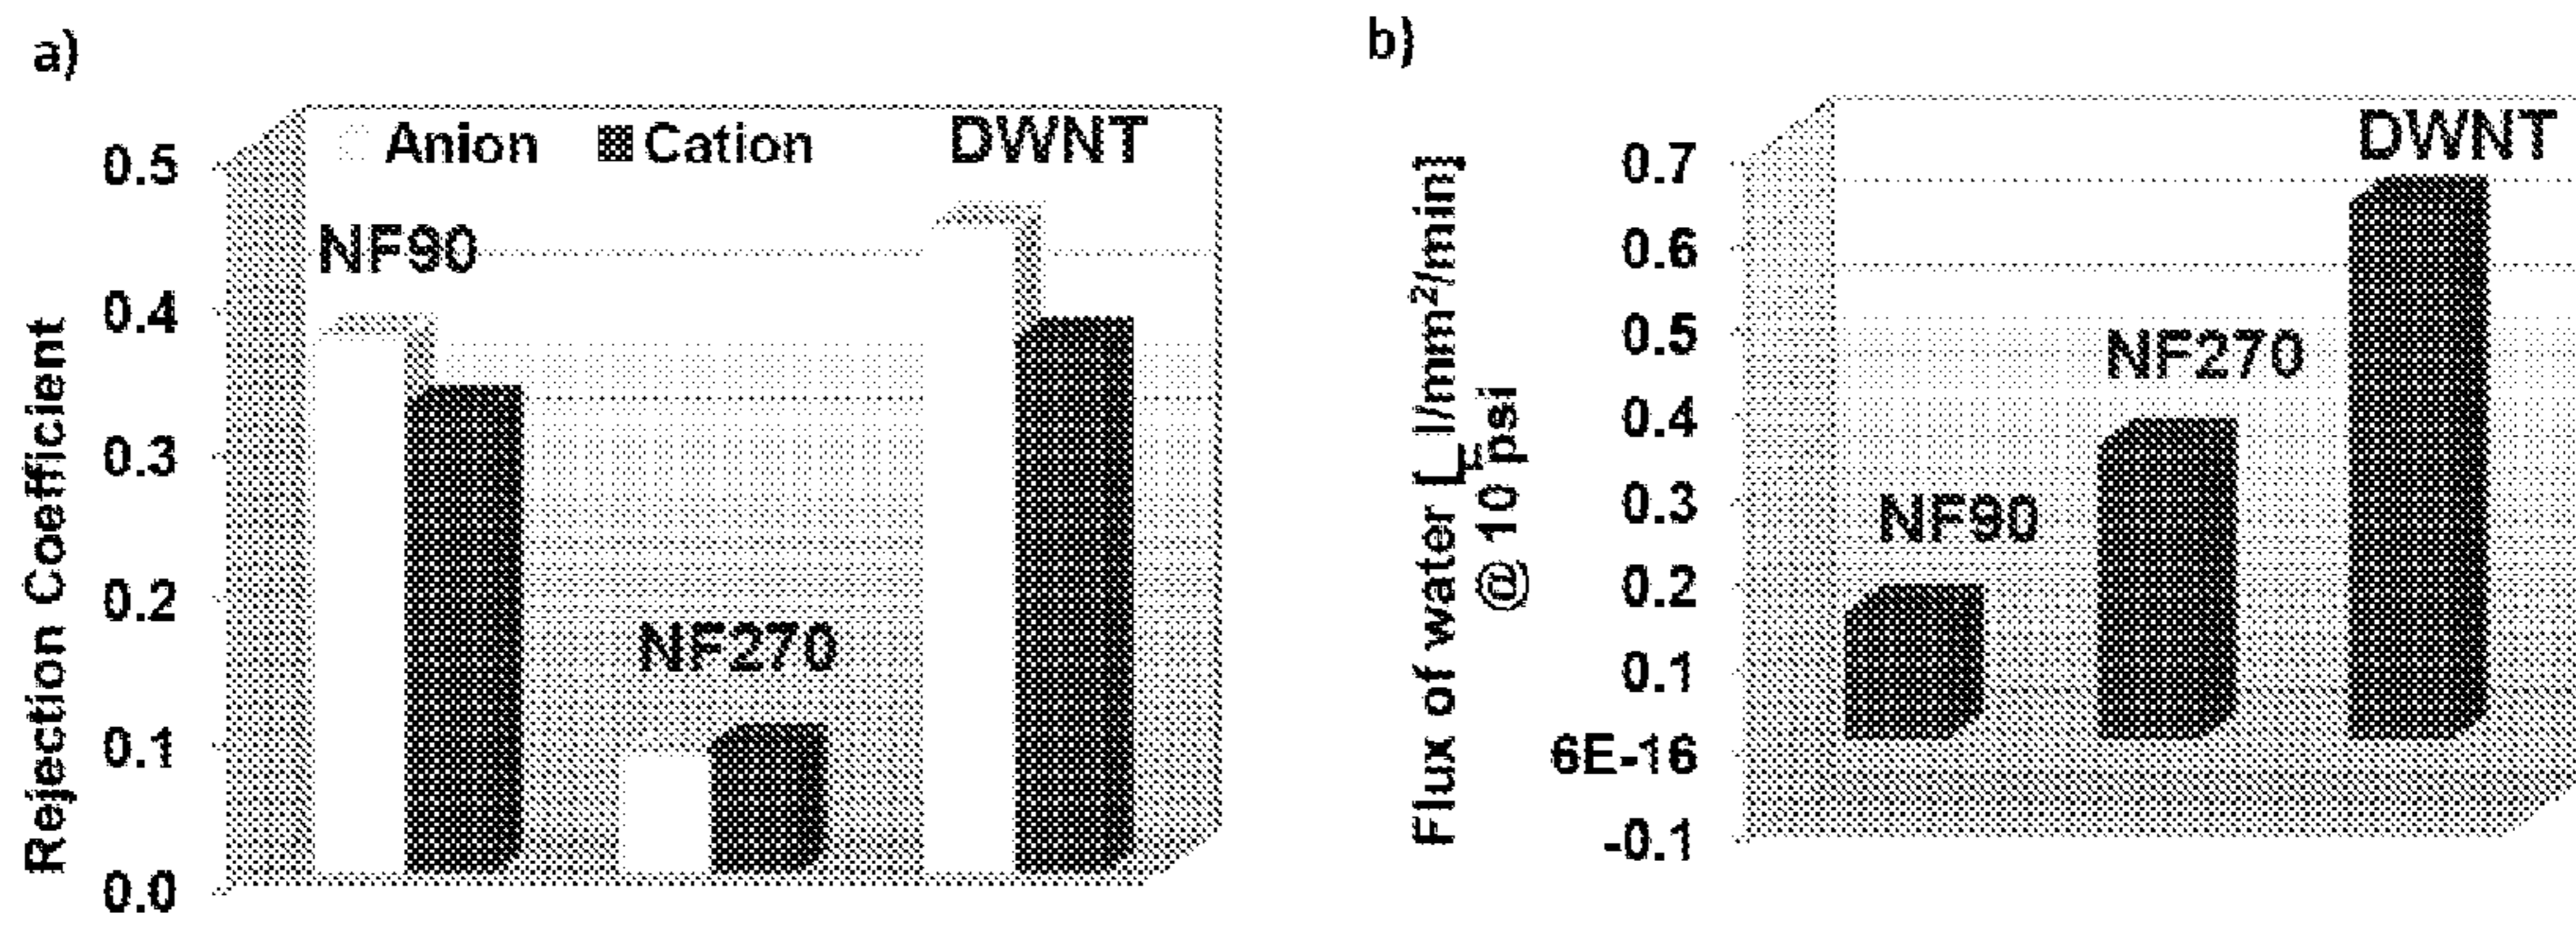 a)
Rejection Coefficient
0.5
0.4
0.3
0.2
0.1
0.0
Anion Cation
NF90
NF270
DWNT
b)
Flux of water [μl/mm²/min]
@ 10 psi
0.7
0.6
0.5
0.4
0.3
0.2
0.1
6E-16
-0.1
NF90
NF270
DWNT